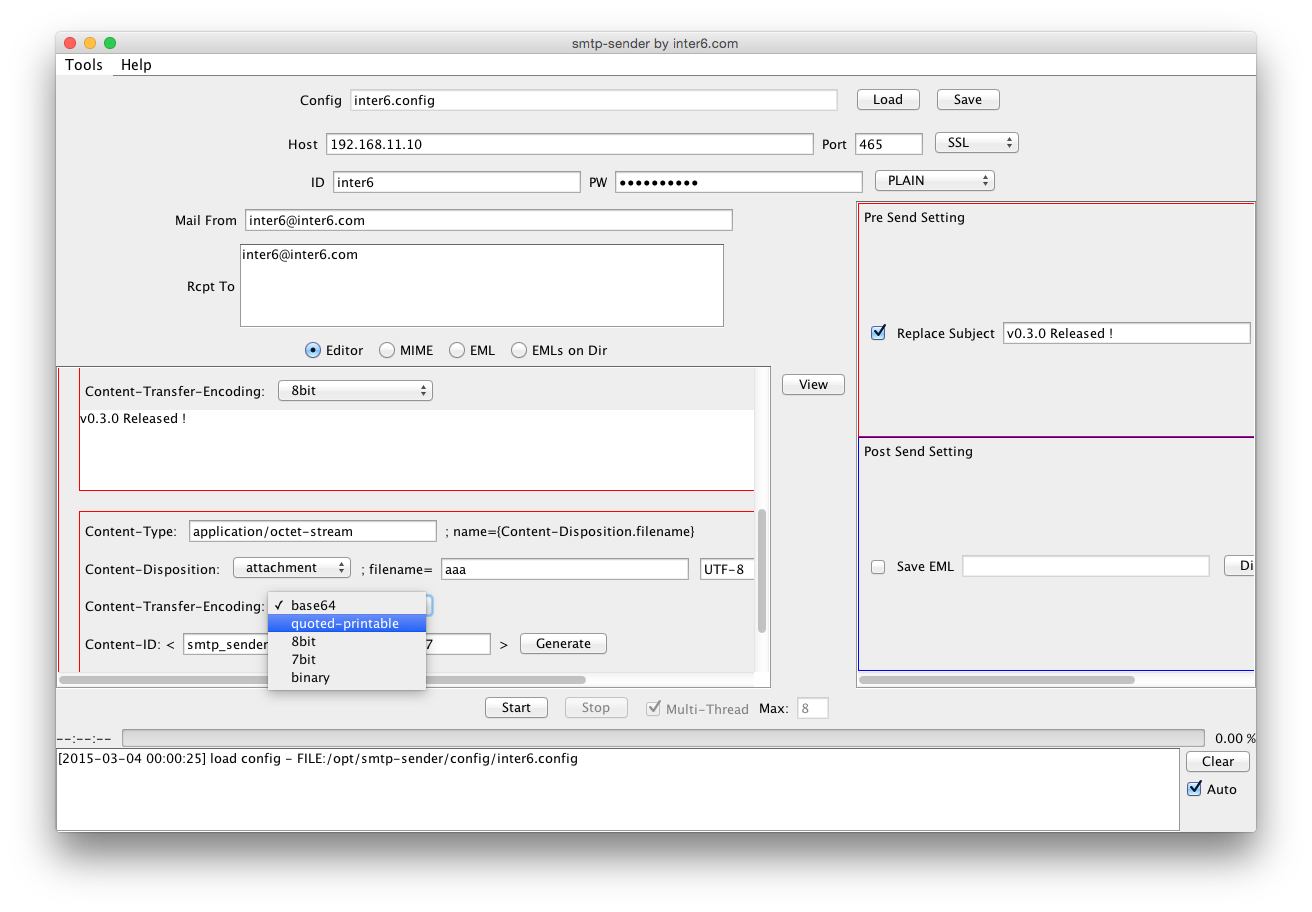 smtp-sender by inter6.com
Tools Help
Config inter6.config Load Save
Host 192.168.11.10 Port 465 SSL
ID inter6 PW ●●●●●●●●●● PLAIN
Mail From inter6@inter6.com
Rcpt To inter6@inter6.com
Editor MIME EML EMLs on Dir
Content-Transfer-Encoding: 8bit
v0.3.0 Released !
Content-Type: application/octet-stream ; name={Content-Disposition.filename}
Content-Disposition: attachment ; filename= aaa UTF-8
Content-Transfer-Encoding: ✓ base64
quoted-printable
8bit
7bit
binary
Content-ID: < smtp_sender 7 > Generate
View
Pre Send Setting
Replace Subject v0.3.0 Released !
Post Send Setting
Save EML Di
Start Stop Multi-Thread Max: 8
--:--:-- 0.00 %
[2015-03-04 00:00:25] load config - FILE:/opt/smtp-sender/config/inter6.config
Clear
Auto